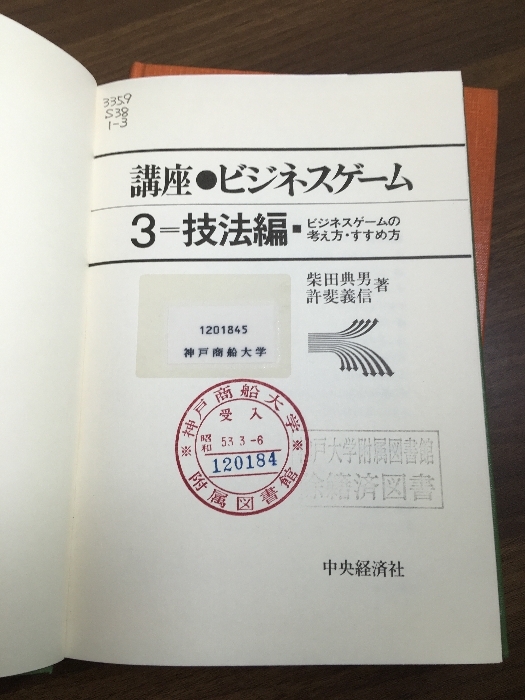 335.9
S38
1-3
講座●ビジネスゲーム
3=技法編■ビジネスゲームの
考え方・すすめ方
柴田典男
許斐義信 著
1201845
神戸商船大学
※神戸商船大学※
受入
昭和 53 3-6
120184
附属図書館
神戸大学附属図書館
除籍済図書
中央経済社